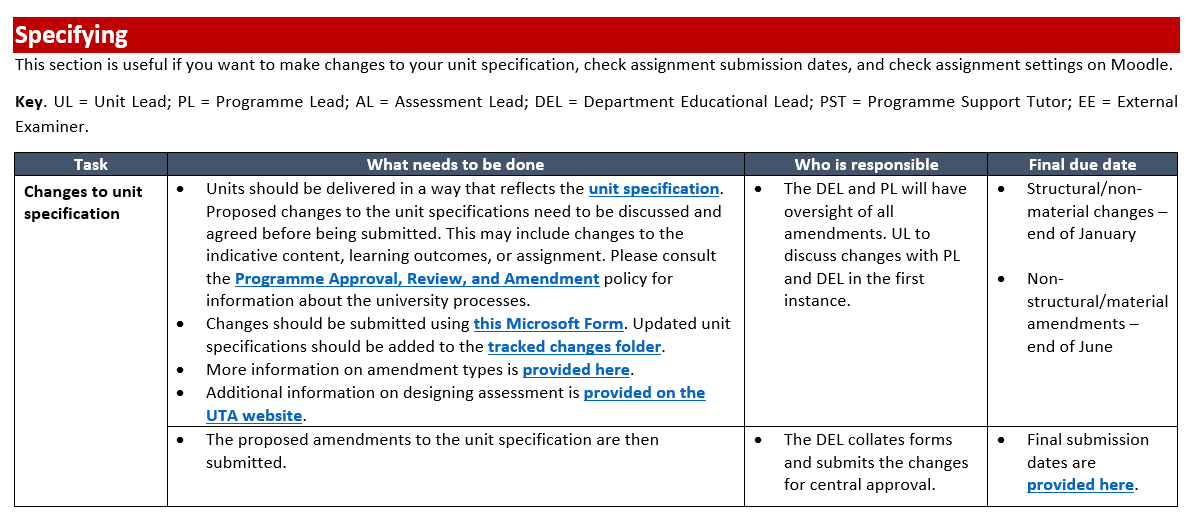 Specifying
This section is useful if you want to make changes to your unit specification, check assignment submission dates, and check assignment settings on Moodle.
Key. UL = Unit Lead; PL = Programme Lead; AL = Assessment Lead; DEL = Department Educational Lead; PST = Programme Support Tutor; EE = External
Examiner.
Task
What needs to be done
Who is responsible
Final due date
Changes to unit
specification
• Units should be delivered in a way that reflects the unit specification.
Proposed changes to the unit specifications need to be discussed and
agreed before being submitted. This may include changes to the
indicative content, learning outcomes, or assignment. Please consult
the Programme Approval, Review, and Amendment policy for
information about the university processes.
• Changes should be submitted using this Microsoft Form. Updated unit
specifications should be added to the tracked changes folder.
• More information on amendment types is provided here.
• Additional information on designing assessment is provided on the
UTA website.
• The DEL and PL will have
oversight of all
amendments. UL to
discuss changes with PL
and DEL in the first
instance.
• Structural/non-
material changes –
end of January
• Non-
structural/material
amendments –
end of June
• The proposed amendments to the unit specification are then
submitted.
• The DEL collates forms
and submits the changes
for central approval.
• Final submission
dates are
provided here.